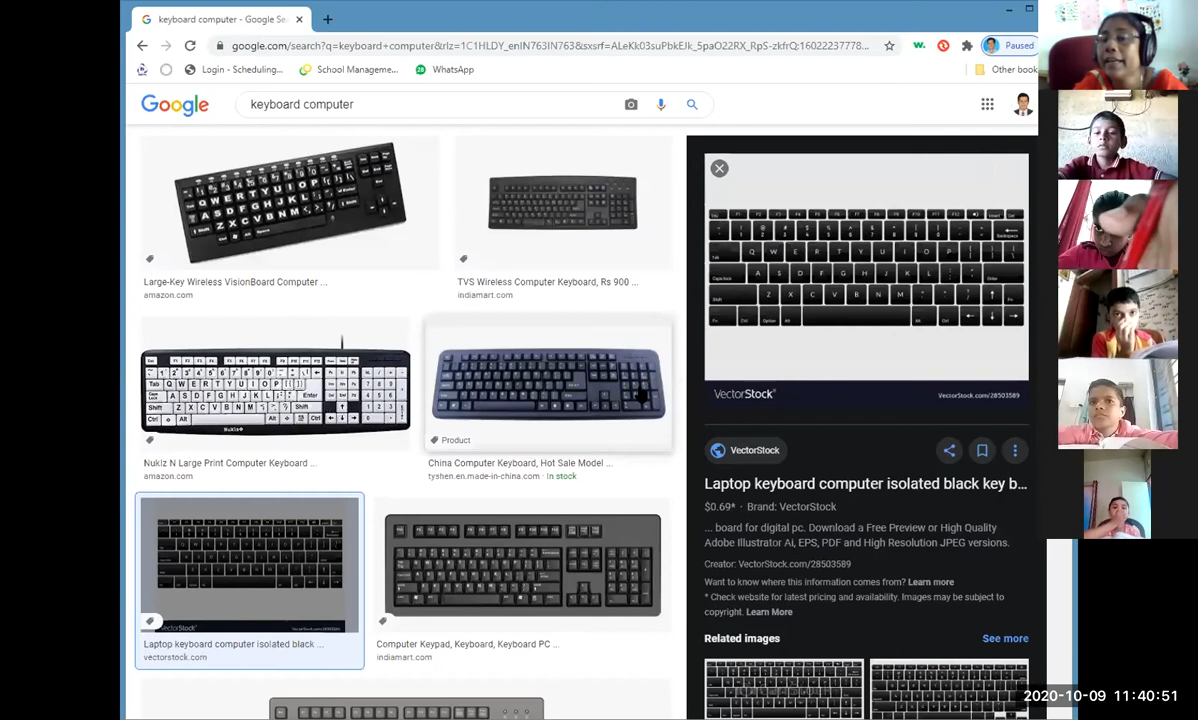 keyboard computer - Google Se
google.com/search?q=keyboard+computer&rlz=1C1HLDY_enIN763IN763&sxsrf=ALeKk03suPbkEJk_5paO22RX_RpS-zkfrQ:16022237778...
Paused
Login - Scheduling...
School Manageme...
28
WhatsApp
Other book
Google
keyboard computer
Large-Key Wireless VisionBoard Computer ...
amazon.com
TVS Wireless Computer Keyboard, Rs 900 ...
indiamart.com
Nuklz N Large Print Computer Keyboard ...
amazon.com
Product
China Computer Keyboard, Hot Sale Model ...
tyshen.en.made-in-china.com · In stock
VectorStock
Laptop keyboard computer isolated black ...
vectorstock.com
Computer Keypad, Keyboard, Keyboard PC ...
indiamart.com
VectorStock®
VectorStock.com/28503589
VectorStock
Laptop keyboard computer isolated black key b...
$0.69* · Brand: VectorStock
... board for digital pc. Download a Free Preview or High Quality
Adobe Illustrator Ai, EPS, PDF and High Resolution JPEG versions.
Creator: VectorStock.com/28503589
Want to know where this information comes from? Learn more
* Check website for latest pricing and availability. Images may be subject to
copyright. Learn More
Related images
See more
2020-10-09 11:40:51